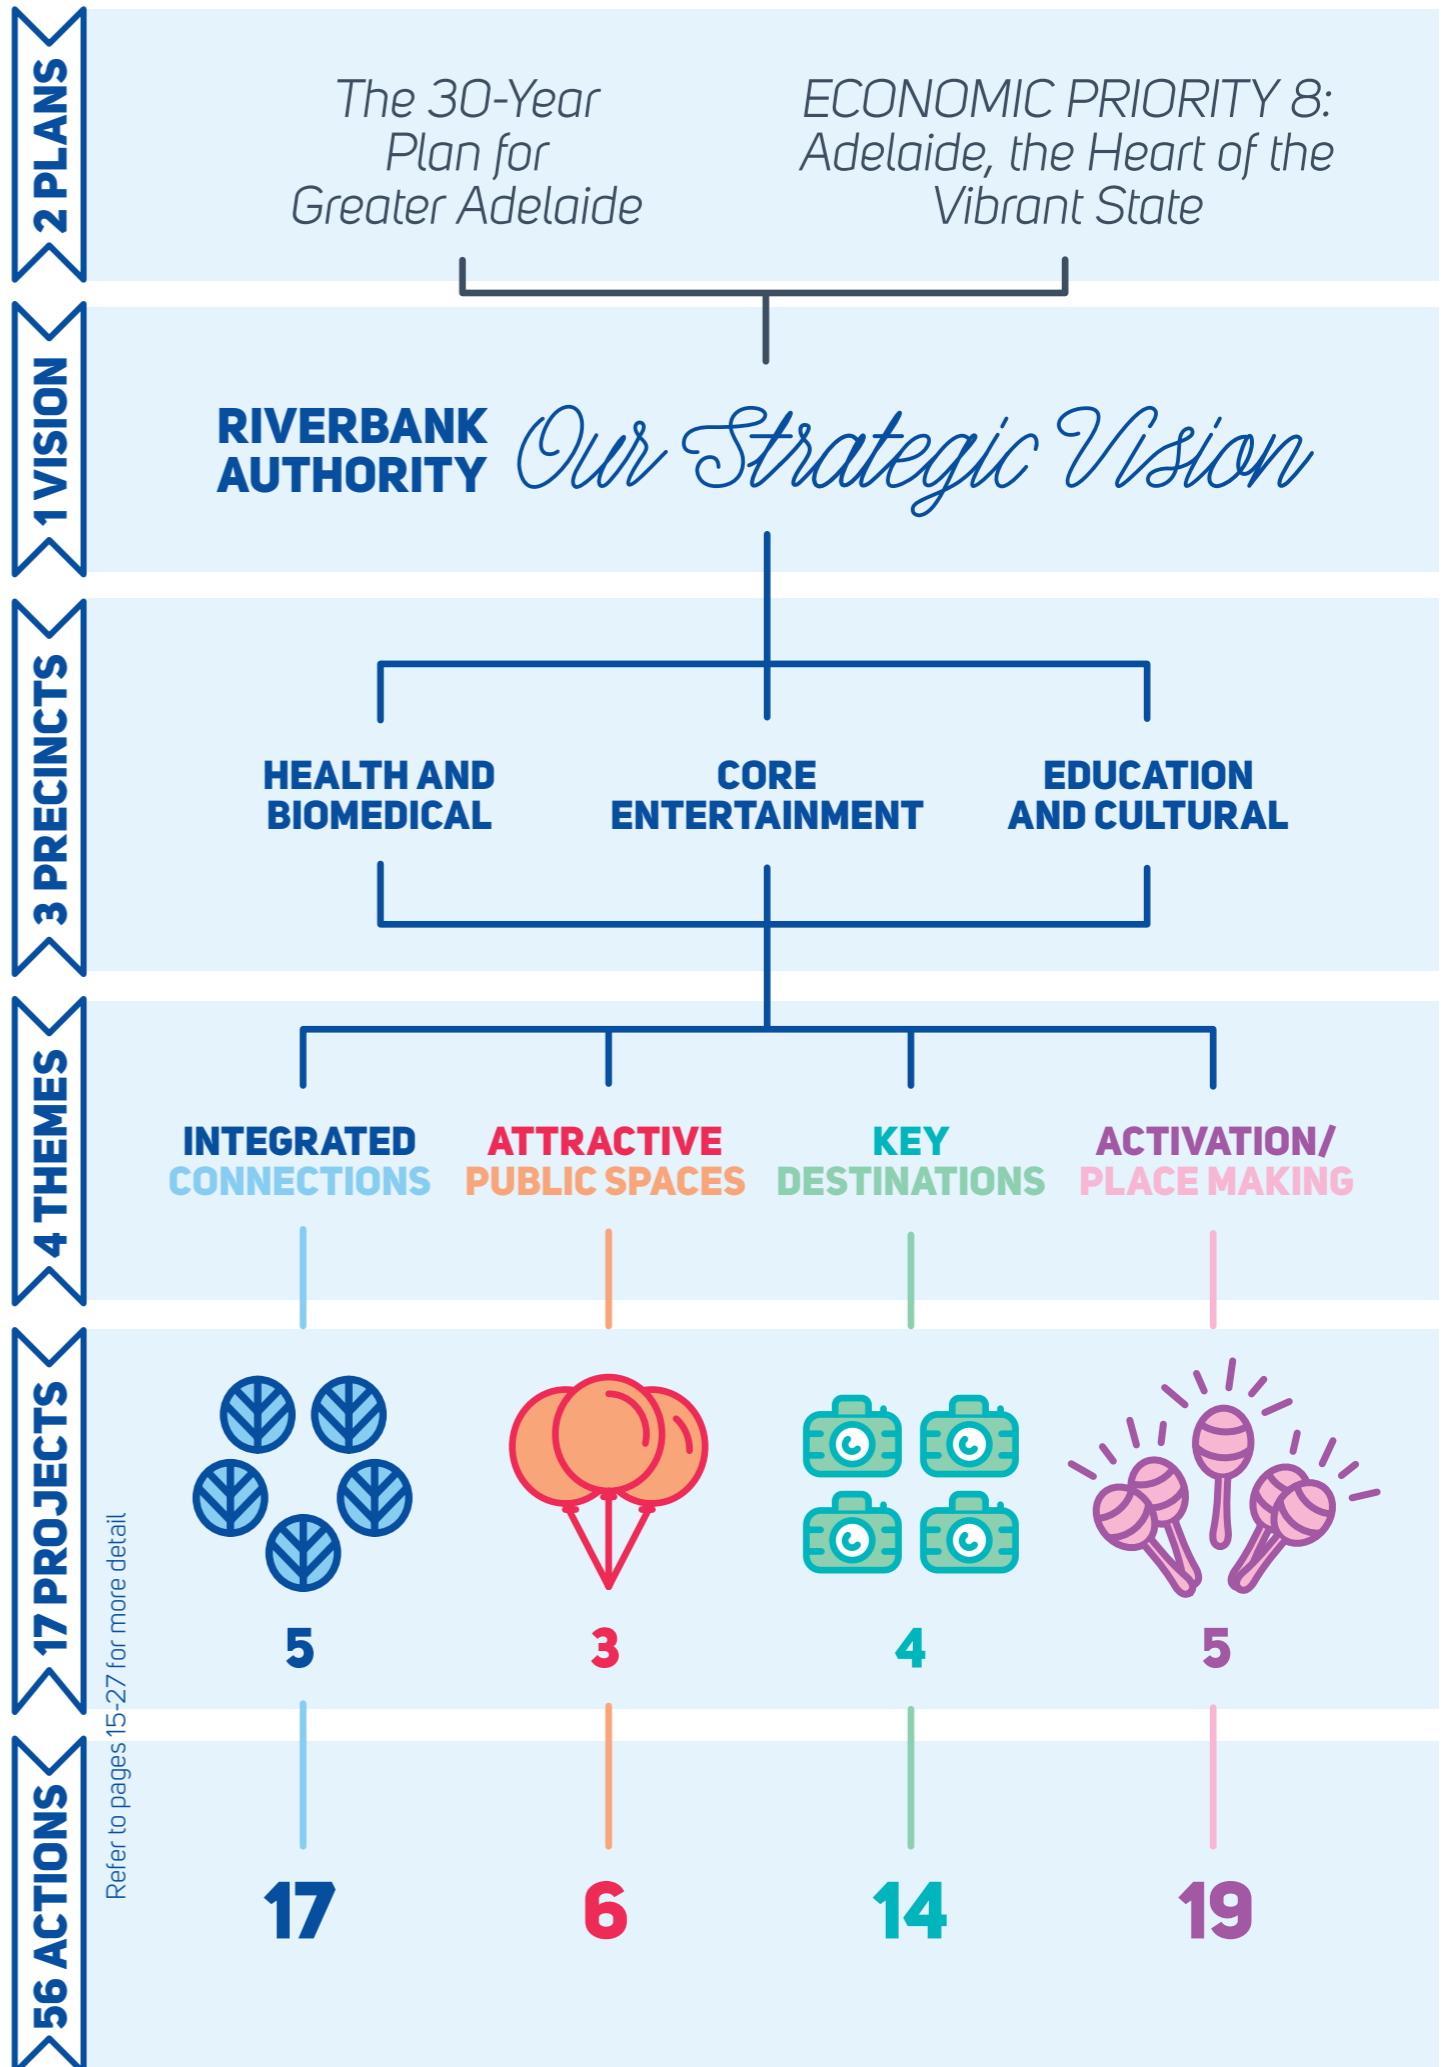 2 PLANS
The 30-Year
Plan for
Greater Adelaide
ECONOMIC PRIORITY 8:
Adelaide, the Heart of the
Vibrant State
1 VISION
RIVERBANK
AUTHORITY
Our Strategic Vision
3 PRECINCTS
HEALTH AND
BIOMEDICAL
CORE
ENTERTAINMENT
EDUCATION
AND CULTURAL
4 THEMES
INTEGRATED
CONNECTIONS
ATTRACTIVE
PUBLIC SPACES
KEY
DESTINATIONS
ACTIVATION/
PLACE MAKING
17 PROJECTS
Refer to pages 15-27 for more detail
5
3
4
5
56 ACTIONS
17
6
14
19